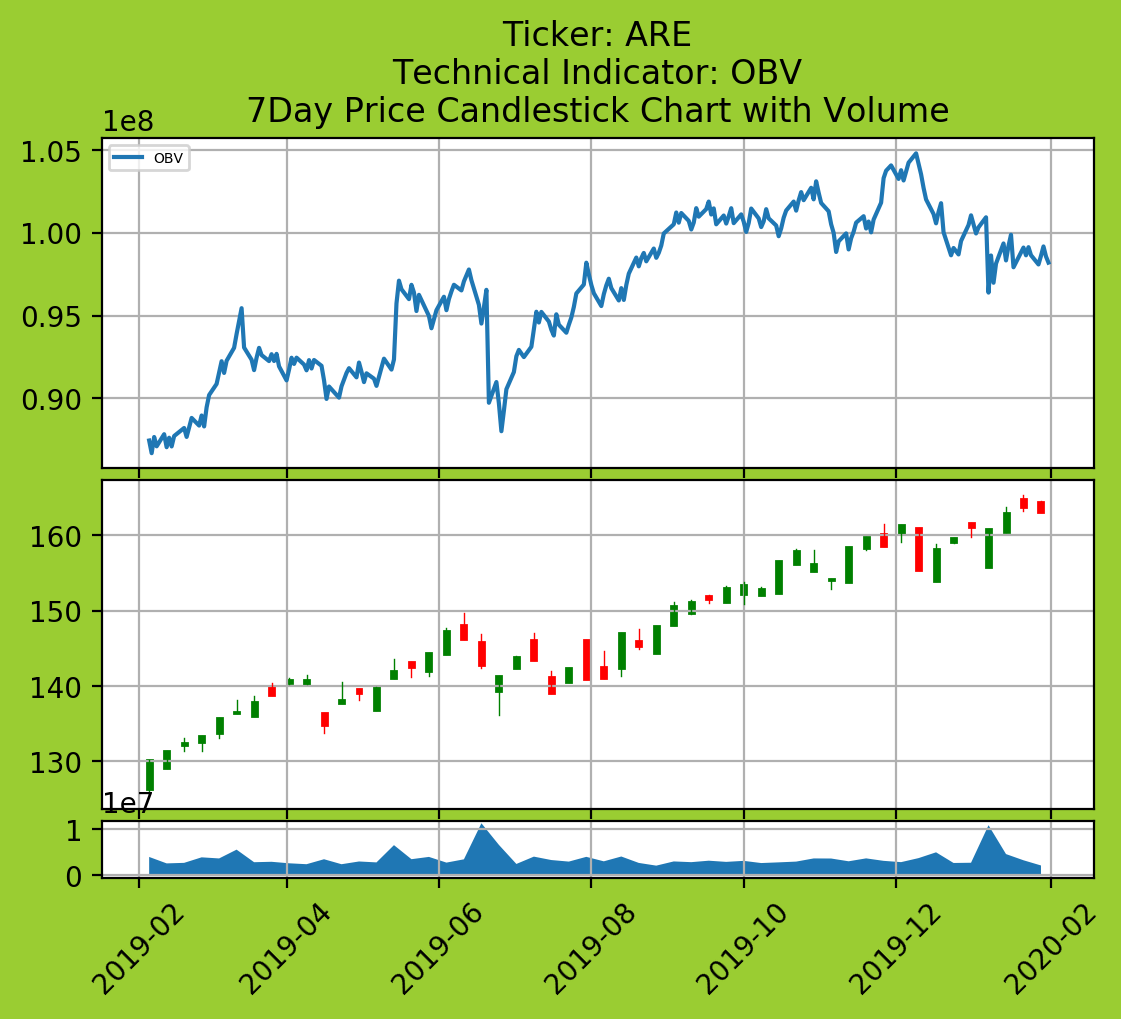 Ticker: ARE
Technical Indicator: OBV
7Day Price Candlestick Chart with Volume
1e8
OBV
1.05
1.00
0.95
0.90
160
150
140
130
1e7
1
0
2019-02
2019-04
2019-06
2019-08
2019-10
2019-12
2020-02